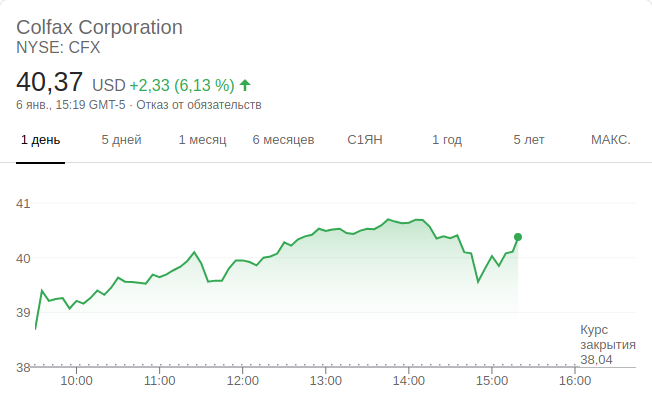 Colfax Corporation
NYSE: CFX
40,37 USD +2,33 (6,13 %)
6 янв., 15:19 GMT-5 · Отказ от обязательств
1 день 5 дней 1 месяц 6 месяцев С1ЯН 1 год 5 лет МАКС.
41
40
39
38
Курс
закрытия
38,04
10:00 11:00 12:00 13:00 14:00 15:00 16:00